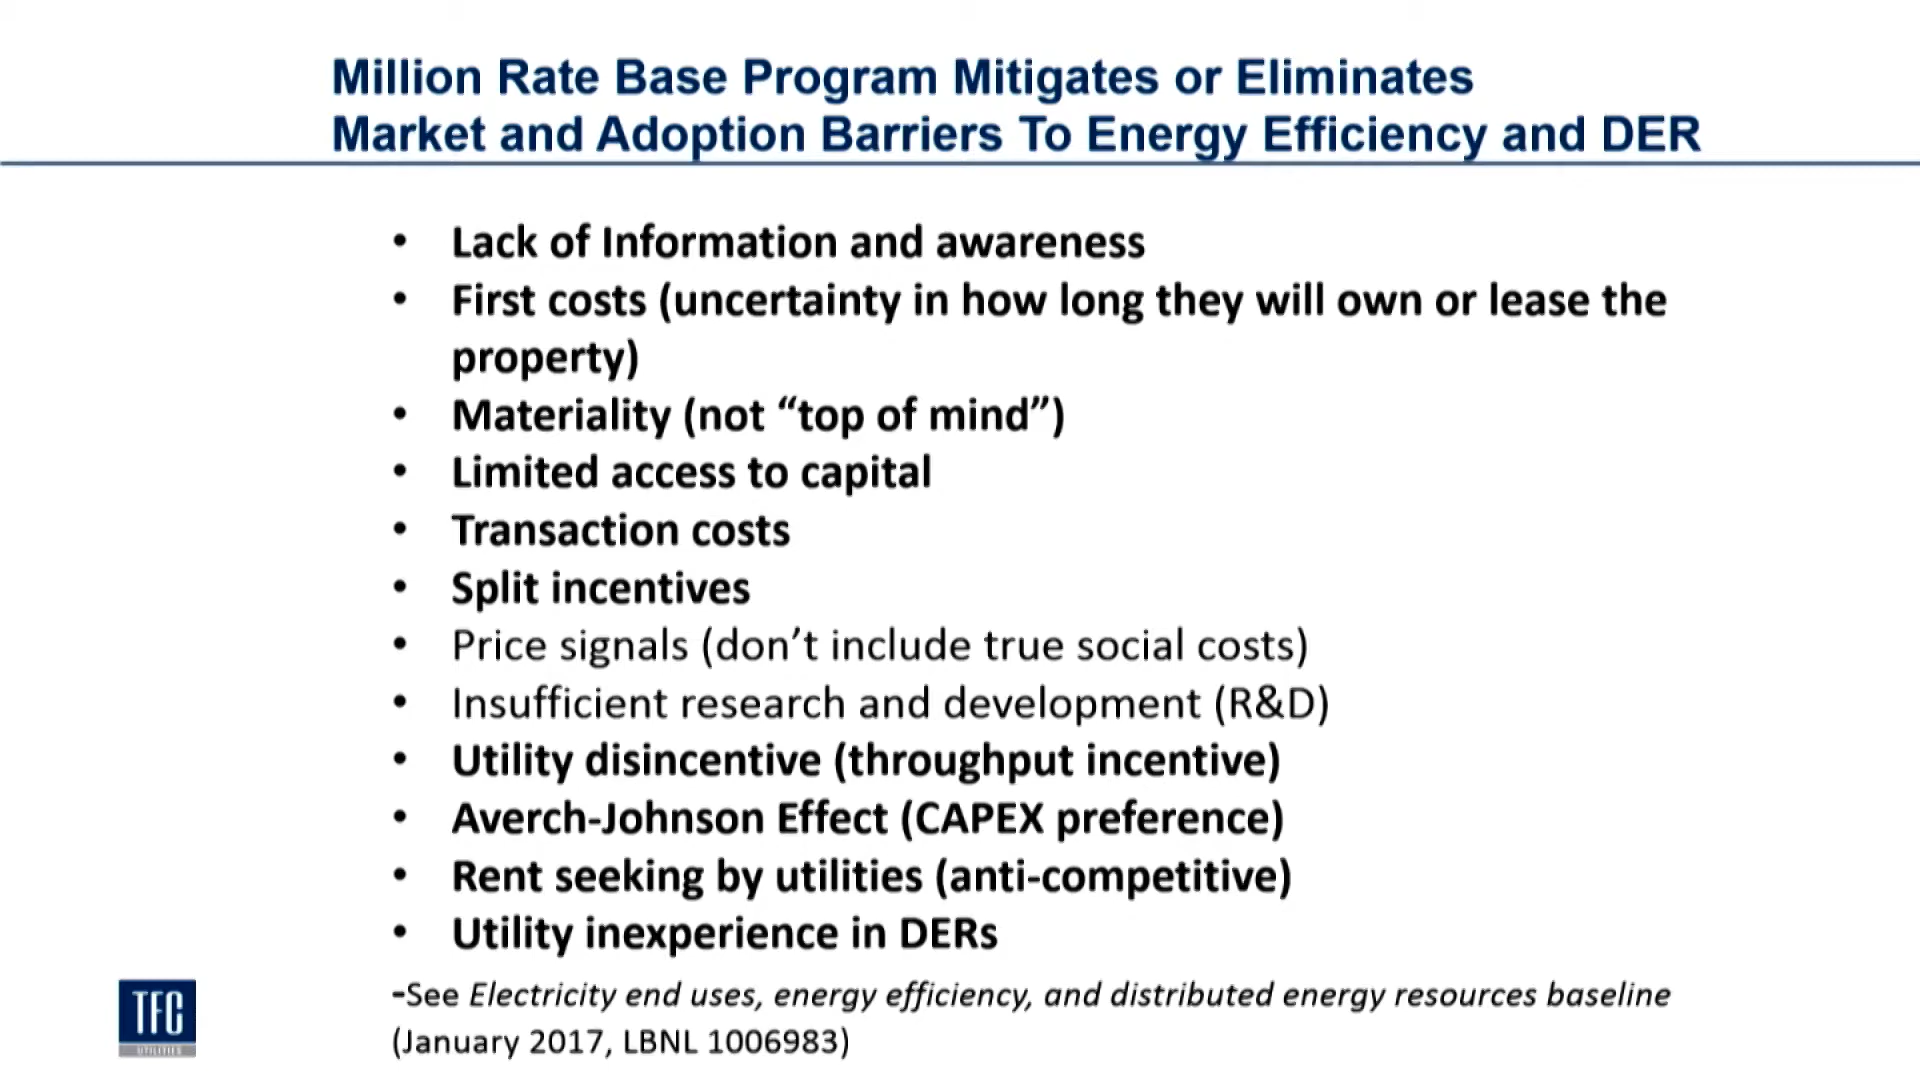 Million Rate Base Program Mitigates or Eliminates
Market and Adoption Barriers To Energy Efficiency and DER
• Lack of Information and awareness
• First costs (uncertainty in how long they will own or lease the
property)
• Materiality (not “top of mind”)
• Limited access to capital
• Transaction costs
• Split incentives
• Price signals (don’t include true social costs)
• Insufficient research and development (R&D)
• Utility disincentive (throughput incentive)
• Averch-Johnson Effect (CAPEX preference)
• Rent seeking by utilities (anti-competitive)
• Utility inexperience in DERs
-See Electricity end uses, energy efficiency, and distributed energy resources baseline
(January 2017, LBNL 1006983)
TFC
UTILITIES